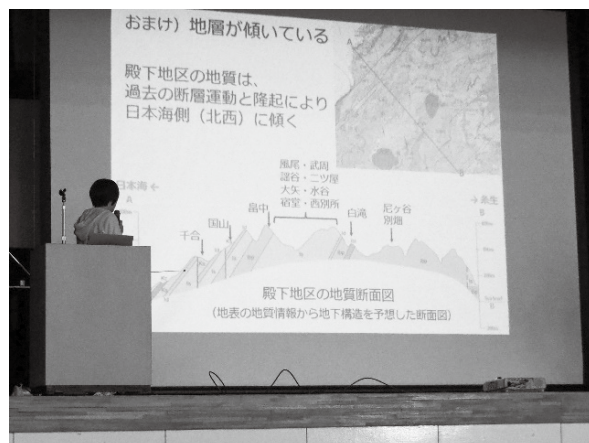 おまけ）地層が傾いている
殿下地区の地質は、
過去の断層運動と隆起により
日本海側（北西）に傾く
A
B
風尾・武周
謡谷・二ツ屋
大矢・水谷
宿堂・西別所
日本海 ←
A
→ 朱生
B
千合
国山
畠中
白滝
尼ヶ谷
別畑
殿下地区の地質断面図
（地表の地質情報から地下構造を予想した断面図）